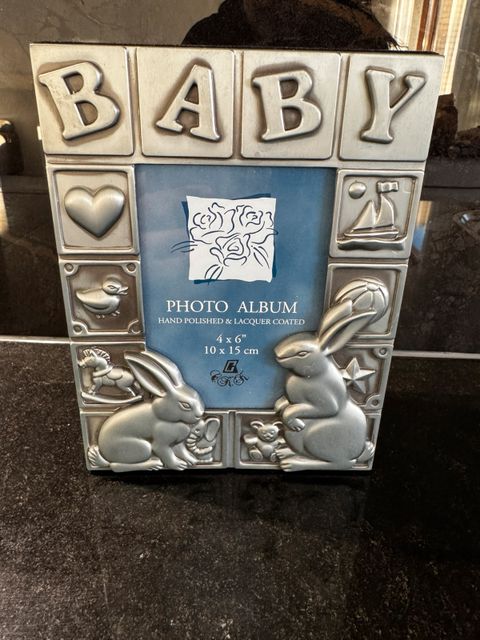 BABY
PHOTO ALBUM
HAND POLISHED & LACQUER COATED
4 x 6"
10 x 15 cm